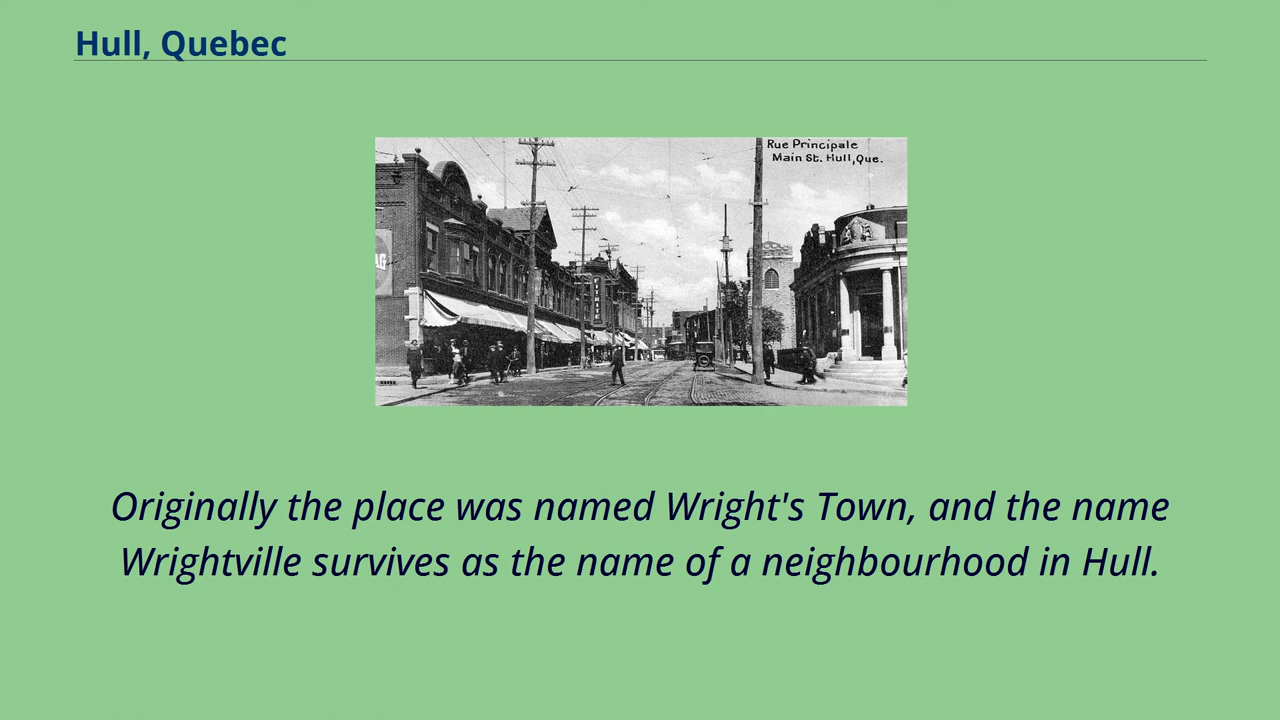 Hull, Quebec
Rue Principale
Main St. Hull, Que.
Originally the place was named Wright's Town, and the name
Wrightville survives as the name of a neighbourhood in Hull.